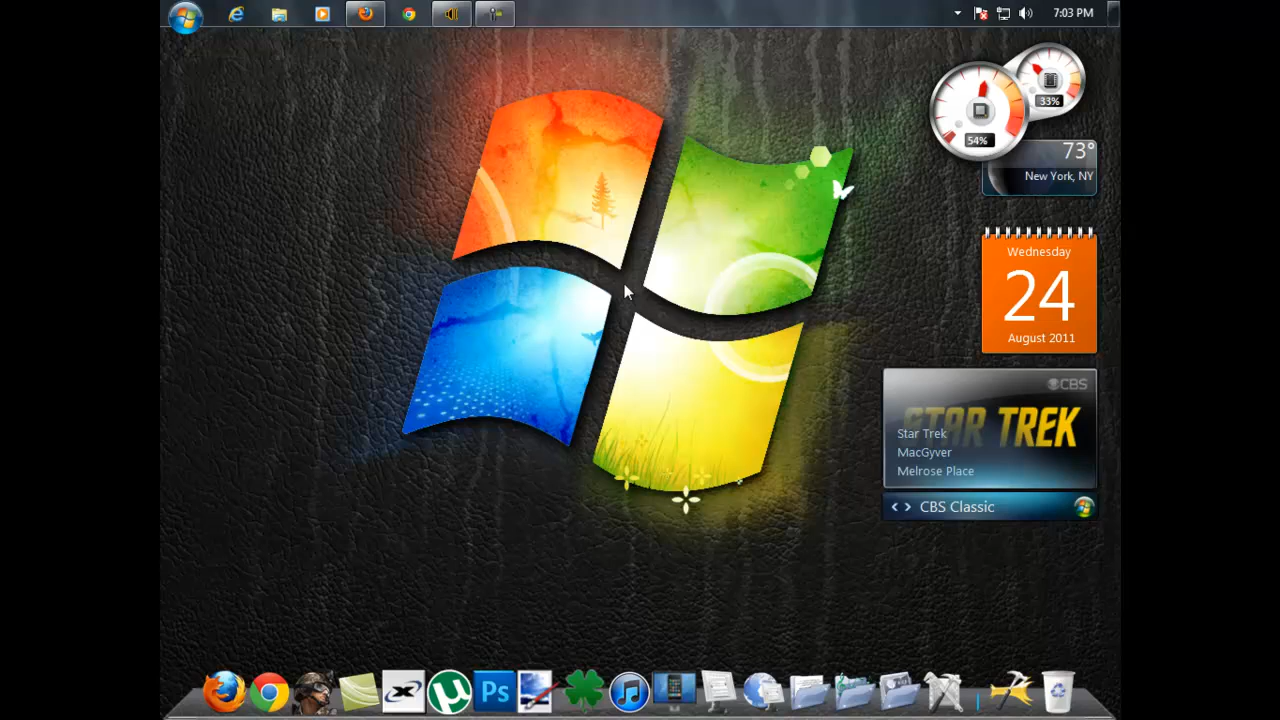 7:03 PM
33%
54%
73°
New York, NY
Wednesday
24
August 2011
CBS
STAR TREK
Star Trek
MacGyver
Melrose Place
CBS Classic
Ps